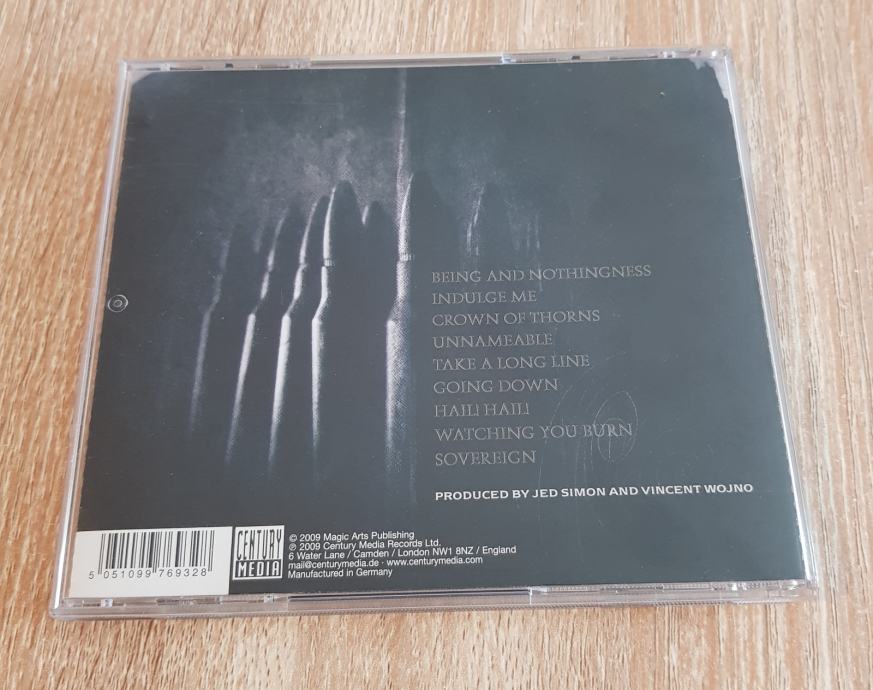 BEING AND NOTHINGNESS
INDULGE ME
CROWN OF THORNS
UNNAMEABLE
TAKE A LONG LINE
GOING DOWN
HAIL! HAIL!
WATCHING YOU BURN
SOVEREIGN
PRODUCED BY JED SIMON AND VINCENT WOJNO
5 051099 769328
CENTURY
MEDIA
© 2009 Magic Arts Publishing
℗ 2009 Century Media Records Ltd.
6 Water Lane / Camden / London NW1 8NZ / England
mail@centurymedia.de · www.centurymedia.com
Manufactured in Germany